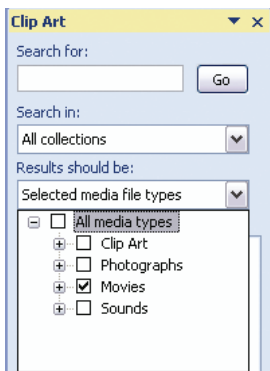 Clip Art
Search for:
Go
Search in:
All collections
Results should be:
Selected media file types
All media types
Clip Art
Photographs
Movies
Sounds